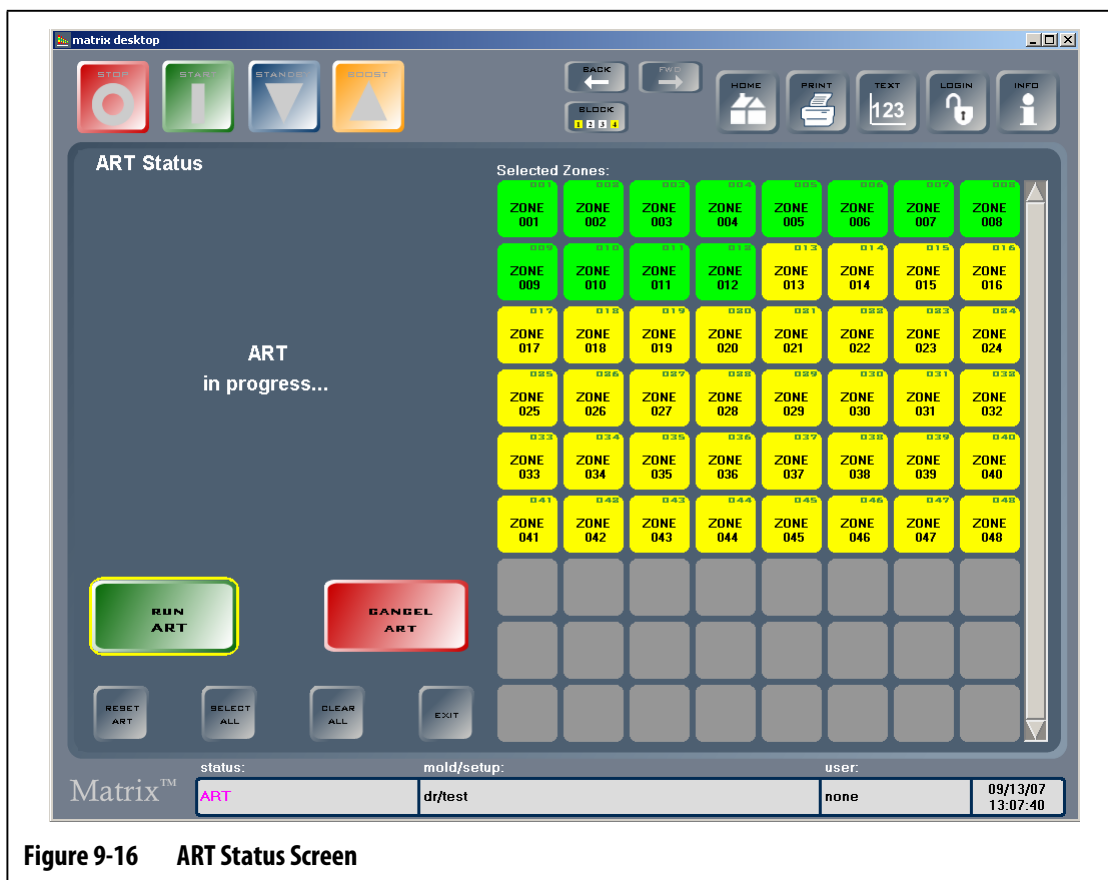 matrix desktop
STOP START STANDBY BOOST BACK FWD HOME PRINT TEXT LOGIN INFO
123
BLOCK
1 2 3 4
ART Status
Selected Zones:
001 002 003 004 005 006 007 008
ZONE ZONE ZONE ZONE ZONE ZONE ZONE ZONE
001 002 003 004 005 006 007 008
009 010 011 012 013 014 015 016
ZONE ZONE ZONE ZONE ZONE ZONE ZONE ZONE
009 010 011 012 013 014 015 016
017 018 019 020 021 022 023 024
ZONE ZONE ZONE ZONE ZONE ZONE ZONE ZONE
017 018 019 020 021 022 023 024
ART
in progress...
025 026 027 028 029 030 031 032
ZONE ZONE ZONE ZONE ZONE ZONE ZONE ZONE
025 026 027 028 029 030 031 032
033 034 035 036 037 038 039 040
ZONE ZONE ZONE ZONE ZONE ZONE ZONE ZONE
033 034 035 036 037 038 039 040
041 042 043 044 045 046 047 048
ZONE ZONE ZONE ZONE ZONE ZONE ZONE ZONE
041 042 043 044 045 046 047 048
RUN
ART
CANCEL
ART
RESET
ART
SELECT
ALL
CLEAR
ALL
EXIT
status: mold/setup: user:
Matrix™ ART dr/test none 09/13/07
13:07:40
Figure 9-16 ART Status Screen